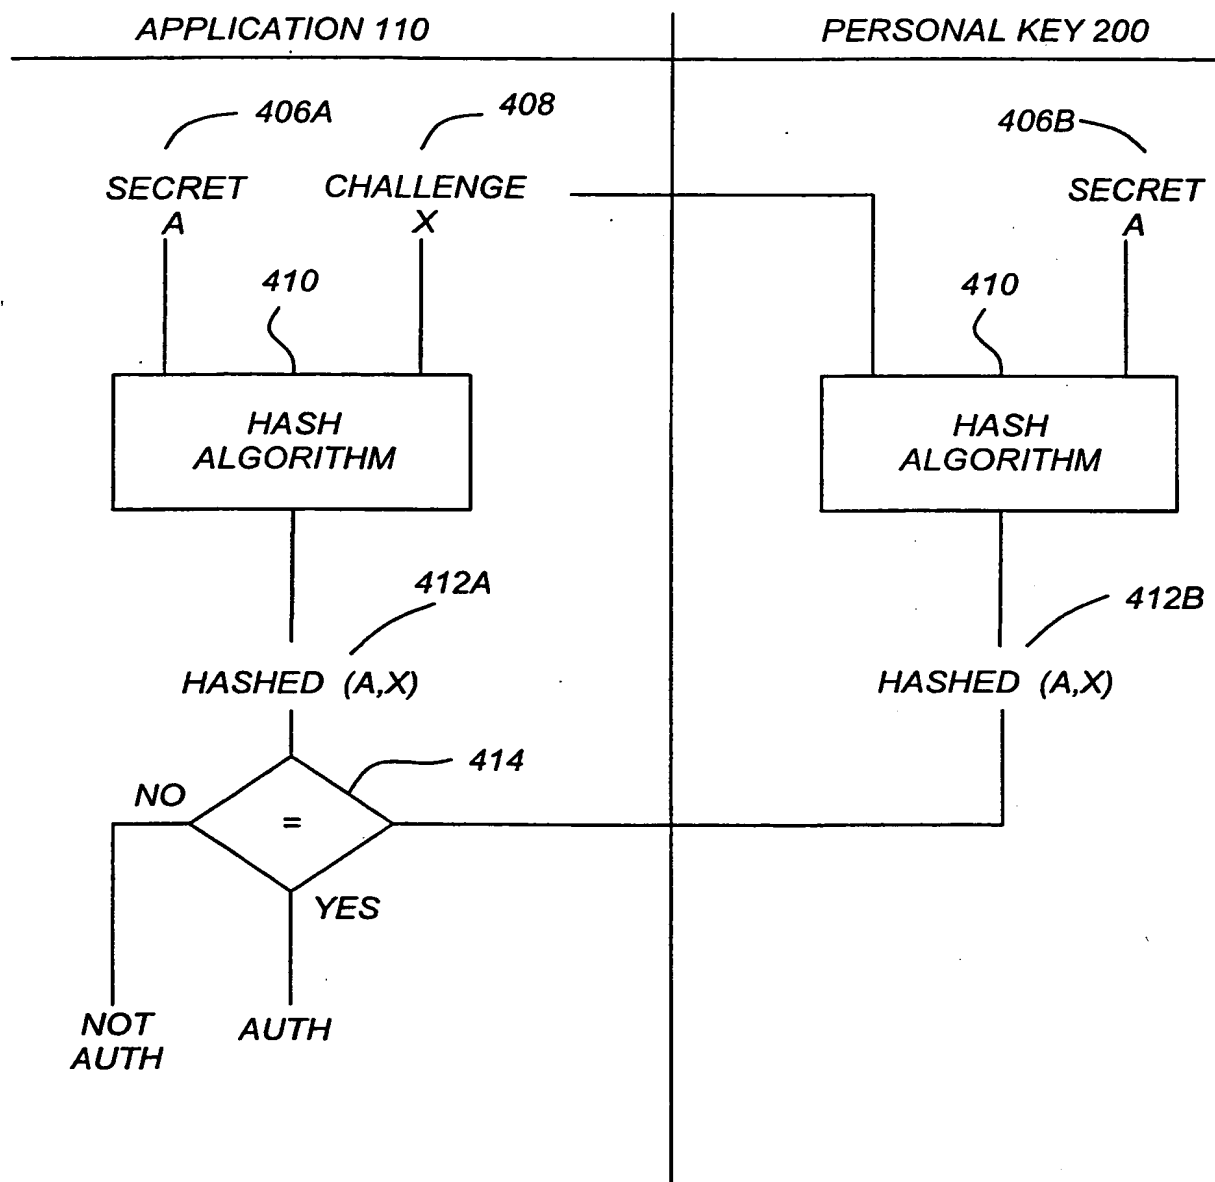 APPLICATION 110
PERSONAL KEY 200
406A
408
406B
SECRET
A
CHALLENGE
X
SECRET
A
410
410
HASH
ALGORITHM
HASH
ALGORITHM
412A
412B
HASHED (A,X)
HASHED (A,X)
414
NO
=
YES
NOT
AUTH
AUTH